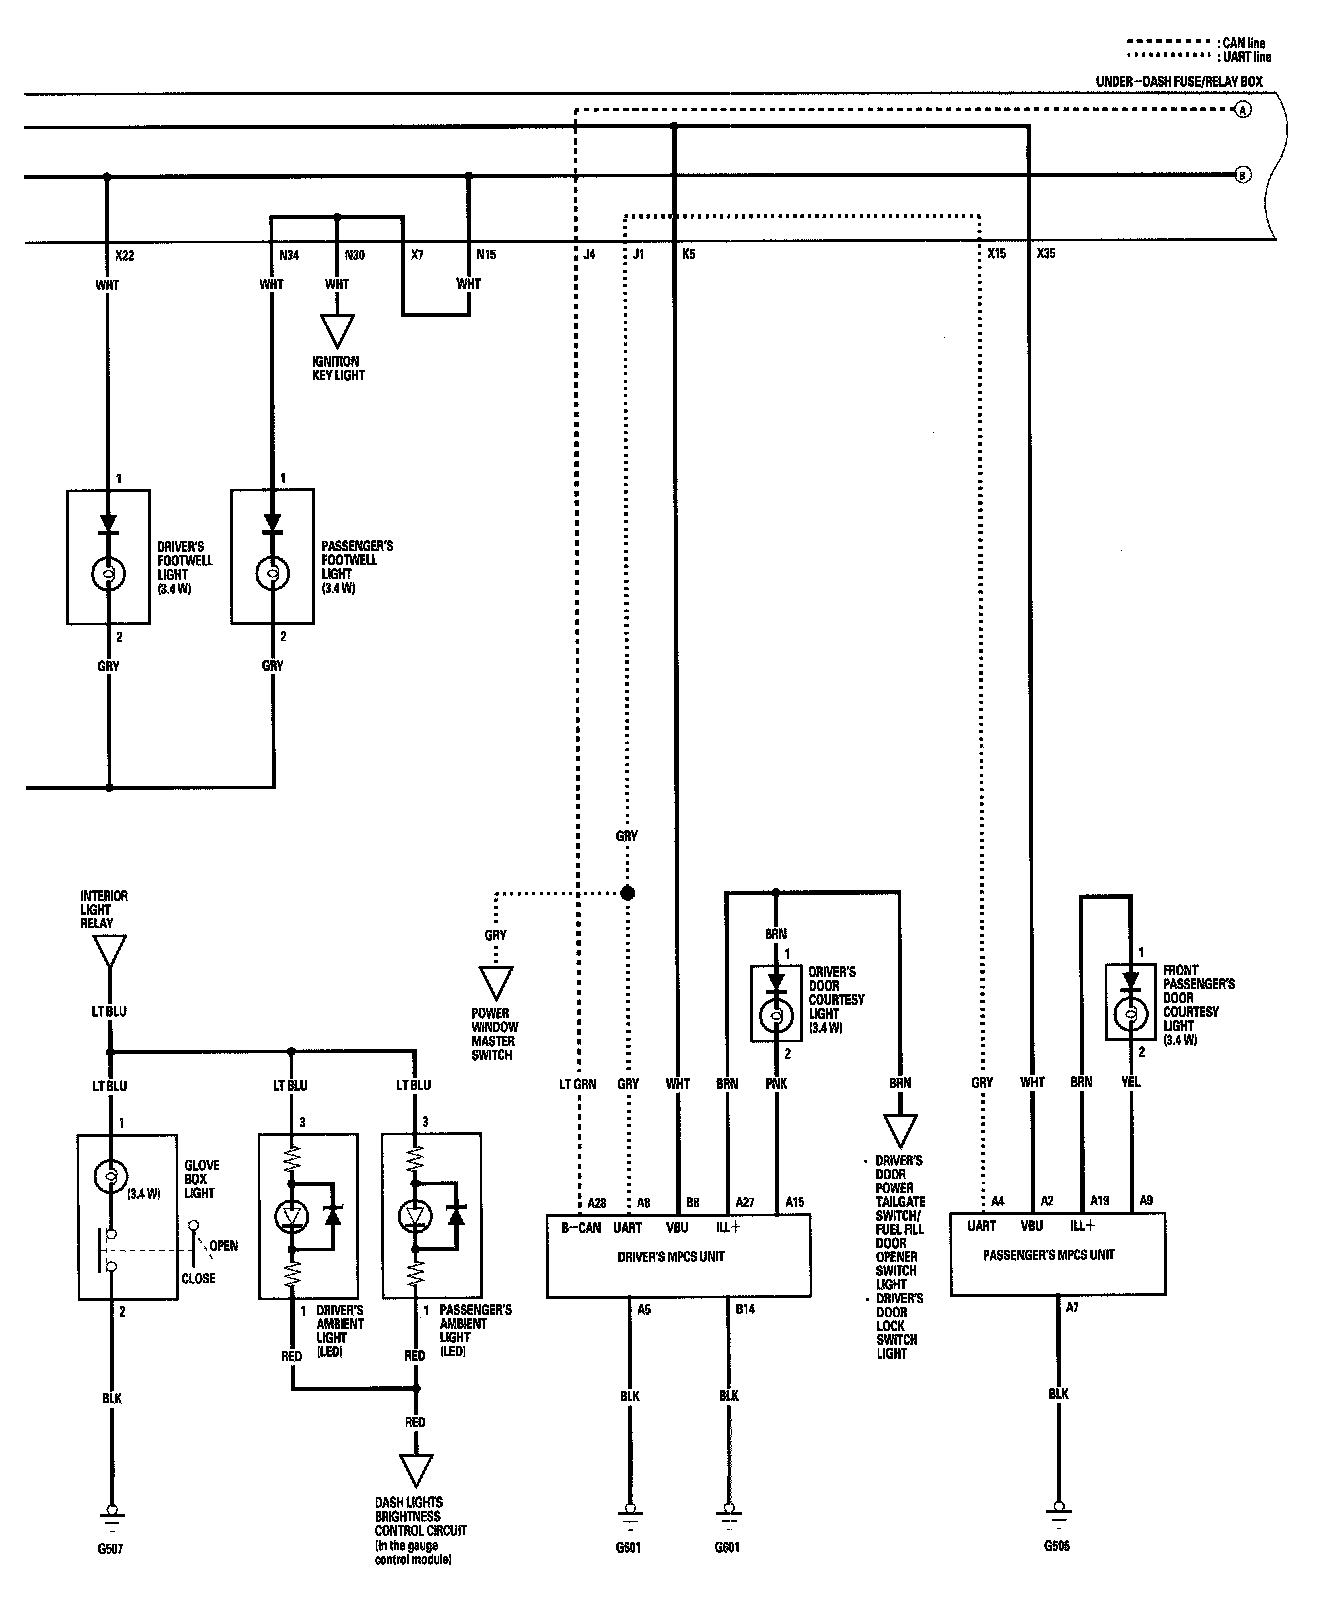 : CAN line
: UART line
UNDER-DASH FUSE/RELAY BOX
A
B
X22
N34
N30
X7
N15
J4
J1
K5
X15
X35
WHT
WHT
WHT
WHT
IGNITION
KEY LIGHT
1
1
DRIVER'S
FOOTWELL
LIGHT
(3.4 W)
PASSENGER'S
FOOTWELL
LIGHT
(3.4 W)
2
2
GRY
GRY
GRY
INTERIOR
LIGHT
RELAY
LT BLU
LT BLU
LT BLU
LT BLU
GRY
POWER
WINDOW
MASTER
SWITCH
BRN
1
DRIVER'S
DOOR
COURTESY
LIGHT
(3.4 W)
2
1
FRONT
PASSENGER'S
DOOR
COURTESY
LIGHT
(3.4 W)
2
LT GRN
GRY
WHT
BRN
PNK
BRN
GRY
WHT
BRN
YEL
1
(3.4 W)
GLOVE
BOX
LIGHT
OPEN
CLOSE
2
3
3
1
DRIVER'S
AMBIENT
LIGHT
(LED)
1
PASSENGER'S
AMBIENT
LIGHT
(LED)
RED
RED
RED
BLK
G507
DASH LIGHTS
BRIGHTNESS
CONTROL CIRCUIT
(In the gauge
control module)
A28
A8
B8
A27
A15
B-CAN
UART
VBU
ILL+
DRIVER'S MPCS UNIT
A5
B14
BLK
BLK
G601
G601
· DRIVER'S
DOOR
POWER
TAILGATE
SWITCH/
FUEL FILL
DOOR
OPENER
SWITCH
LIGHT
· DRIVER'S
DOOR
LOCK
SWITCH
LIGHT
A4
A2
A19
A9
UART
VBU
ILL+
PASSENGER'S MPCS UNIT
A7
BLK
G506